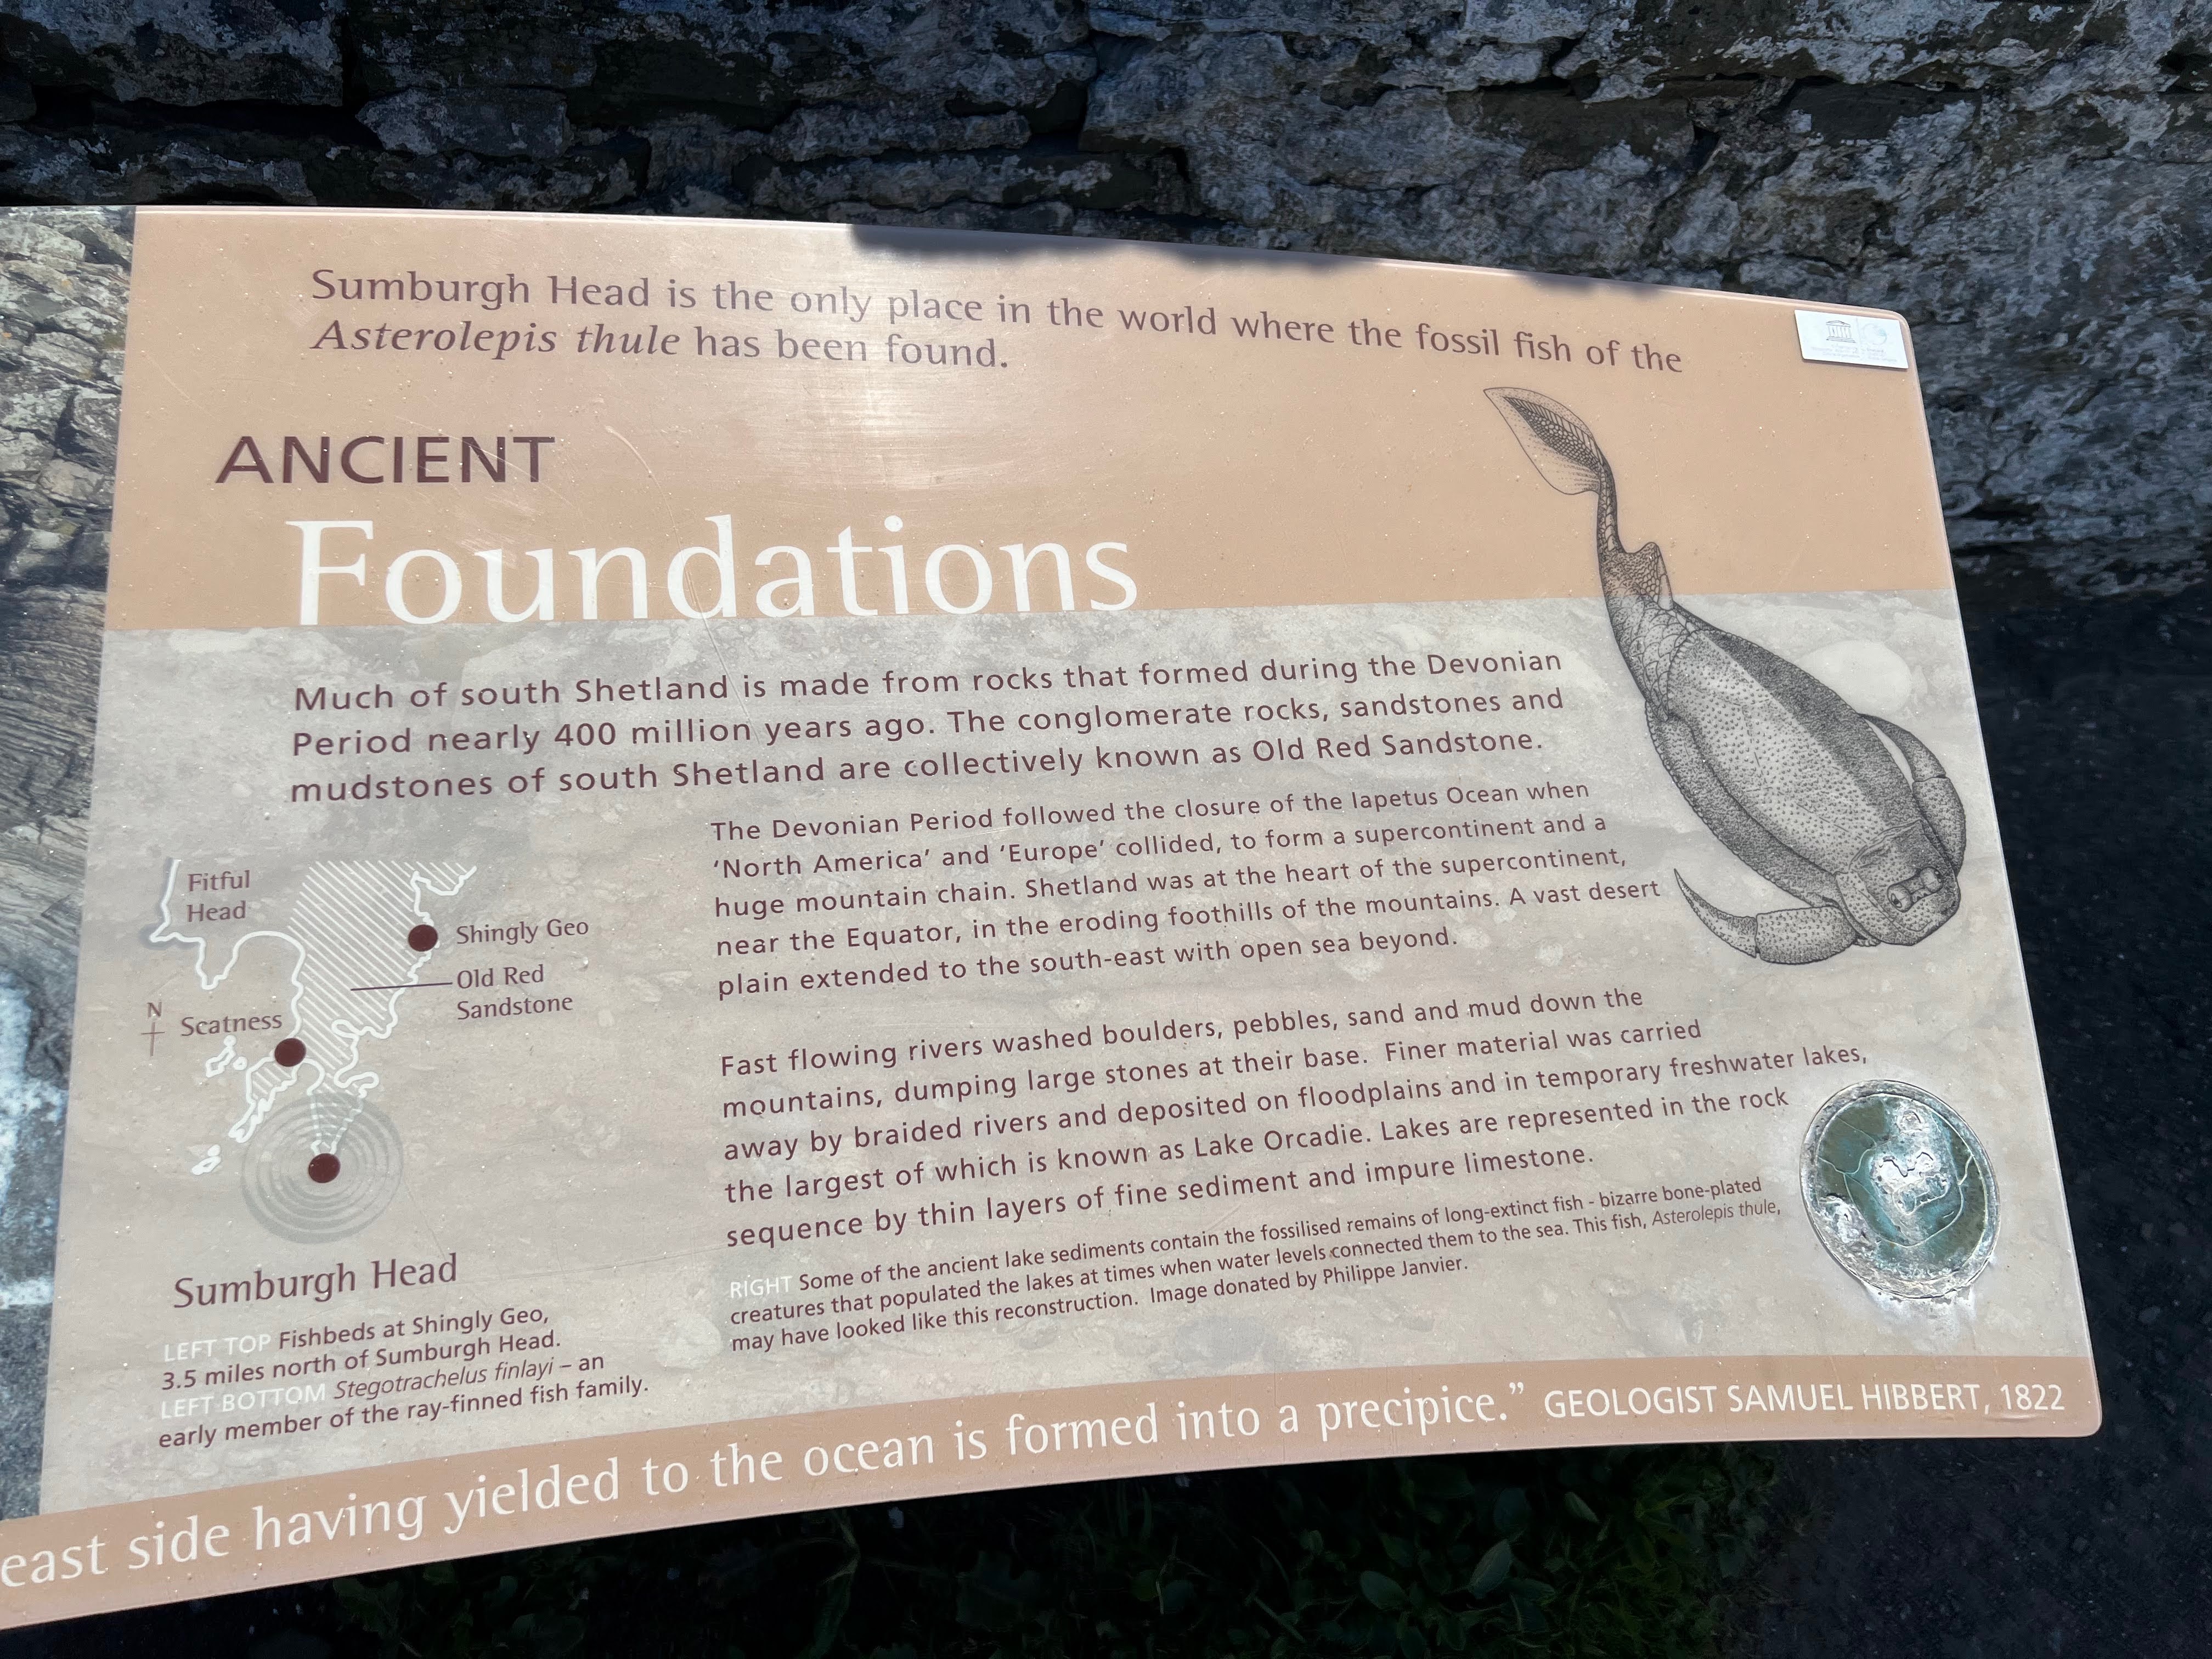 Sumburgh Head is the only place in the world where the fossil fish of the
Asterolepis thule has been found.
ANCIENT
Foundations
Much of south Shetland is made from rocks that formed during the Devonian
Period nearly 400 million years ago. The conglomerate rocks, sandstones and
mudstones of south Shetland are collectively known as Old Red Sandstone.
The Devonian Period followed the closure of the Iapetus Ocean when
‘North America’ and ‘Europe’ collided, to form a supercontinent and a
huge mountain chain. Shetland was at the heart of the supercontinent,
near the Equator, in the eroding foothills of the mountains. A vast desert
plain extended to the south-east with open sea beyond.
Fast flowing rivers washed boulders, pebbles, sand and mud down the
mountains, dumping large stones at their base. Finer material was carried
away by braided rivers and deposited on floodplains and in temporary freshwater lakes,
the largest of which is known as Lake Orcadie. Lakes are represented in the rock
sequence by thin layers of fine sediment and impure limestone.
RIGHT Some of the ancient lake sediments contain the fossilised remains of long-extinct fish - bizarre bone-plated
creatures that populated the lakes at times when water levels connected them to the sea. This fish, Asterolepis thule,
may have looked like this reconstruction. Image donated by Philippe Janvier.
Fitful
Head
Shingly Geo
Old Red
Sandstone
N
Scatness
Sumburgh Head
LEFT TOP Fishbeds at Shingly Geo,
3.5 miles north of Sumburgh Head.
LEFT BOTTOM Stegotrachelus finlayi – an
early member of the ray-finned fish family.
east side having yielded to the ocean is formed into a precipice.” GEOLOGIST SAMUEL HIBBERT, 1822